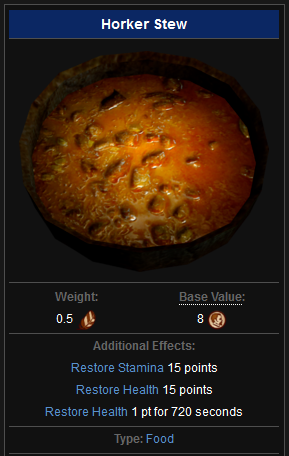 Horker Stew
Weight: Base Value:
0.5 8
Additional Effects:
Restore Stamina 15 points
Restore Health 15 points
Restore Health 1 pt for 720 seconds
Type: Food